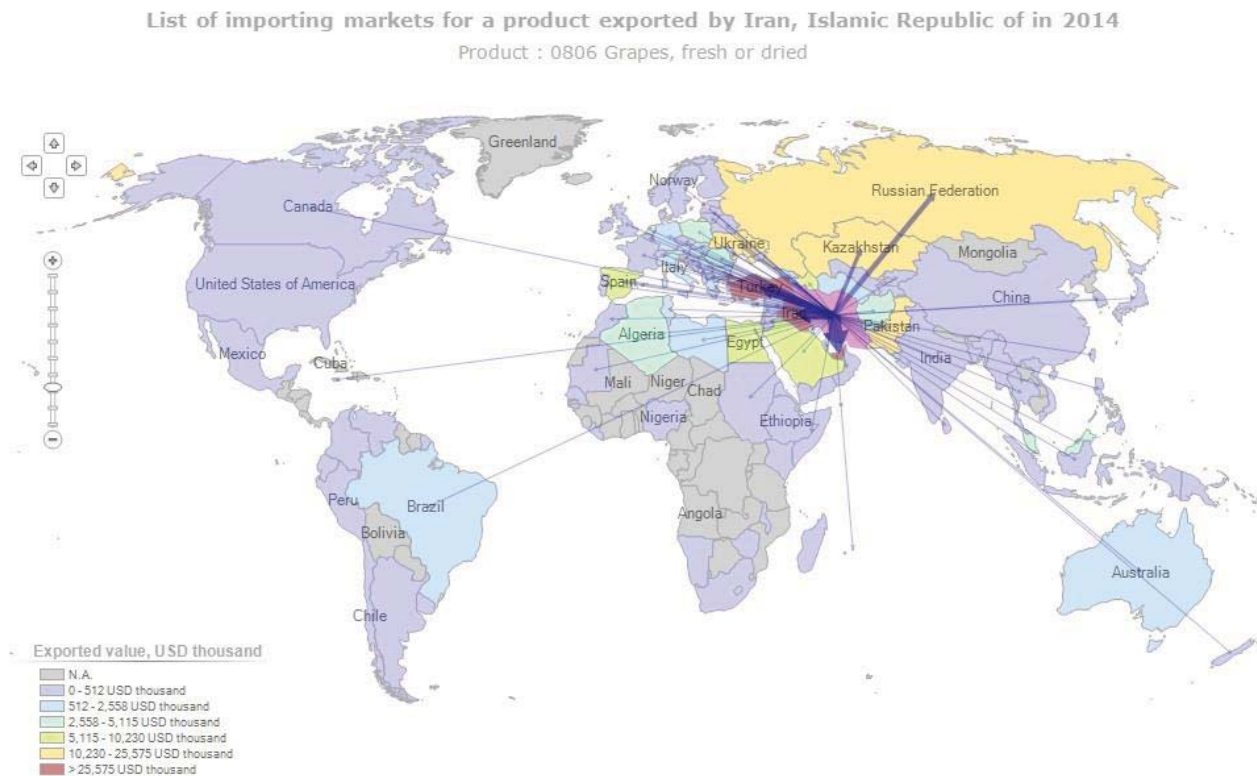 List of importing markets for a product exported by Iran, Islamic Republic of in 2014
Product : 0806 Grapes, fresh or dried
Greenland
Norway
Russian Federation
Canada
Ukraine
Kazakhstan
Mongolia
Italy
United States of America
Spain
Turkey
China
Iraq
Algeria
Pakistan
Egypt
Mexico
Cuba
India
Mali
Niger
Chad
Nigeria
Ethiopia
Peru
Brazil
Angola
Bolivia
Australia
Chile
Exported value, USD thousand
N.A.
0 - 512 USD thousand
512 - 2,558 USD thousand
2,558 - 5,115 USD thousand
5,115 - 10,230 USD thousand
10,230 - 25,575 USD thousand
> 25,575 USD thousand